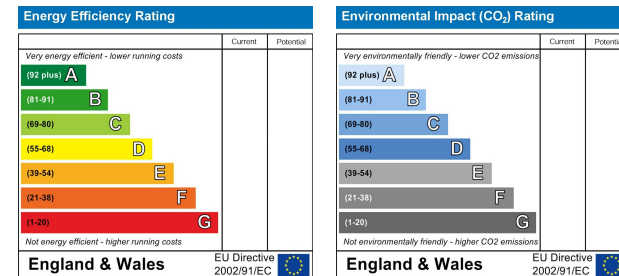 Energy Efficiency Rating
Current Potential
Very energy efficient - lower running costs
(92 plus) A
(81-91) B
(69-80) C
(55-68) D
(39-54) E
(21-38) F
(1-20) G
Not energy efficient - higher running costs
England & Wales
EU Directive
2002/91/EC
Environmental Impact (CO₂) Rating
Current Potentia
Very environmentally friendly - lower CO2 emissions
(92 plus) A
(81-91) B
(69-80) C
(55-68) D
(39-54) E
(21-38) F
(1-20) G
Not environmentally friendly - higher CO2 emissions
England & Wales
EU Directive
2002/91/EC